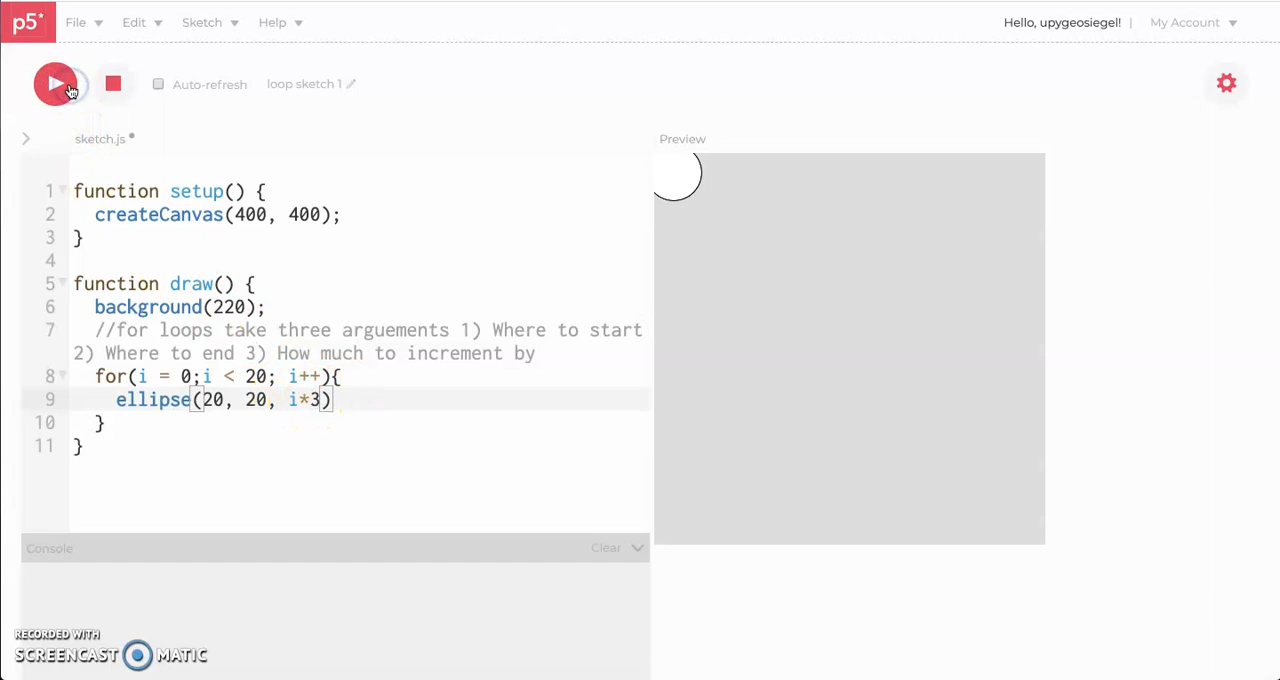 p5* File Edit Sketch Help Hello, upygeosiegel! | My Account
Auto-refresh loop sketch 1
sketch.js Preview
1 function setup() {
2 createCanvas(400, 400);
3 }
4
5 function draw() {
6 background(220);
7 //for loops take three arguements 1) Where to start
2) Where to end 3) How much to increment by
8 for(i = 0;i < 20; i++){
9 ellipse(20, 20, i*3)
10 }
11 }
Console Clear
RECORDED WITH
SCREENCAST MATIC